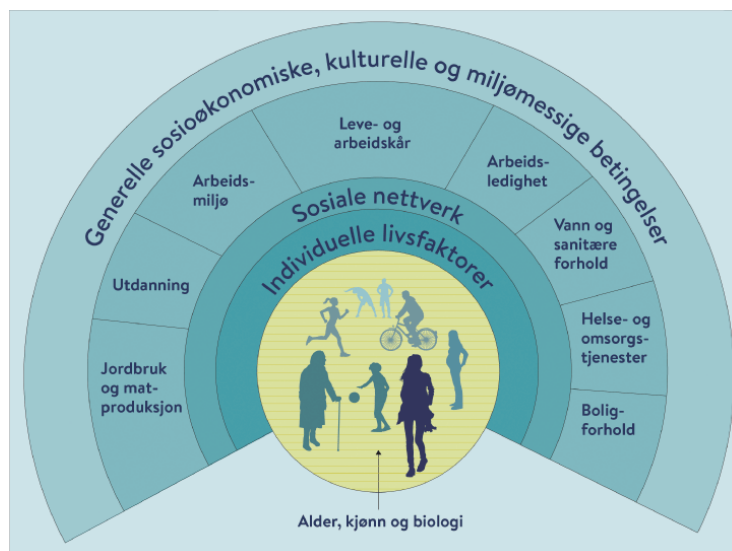 Generelle sosioøkonomiske, kulturelle og miljømessige betingelser
Leve- og
arbeidskår
Arbeids-
miljø
Arbeids-
ledighet
Sosiale nettverk
Vann og
sanitære
forhold
Individuelle livsfaktorer
Utdanning
Helse- og
omsorgs-
tjenester
Jordbruk
og mat-
produksjon
Bolig-
forhold
Alder, kjønn og biologi